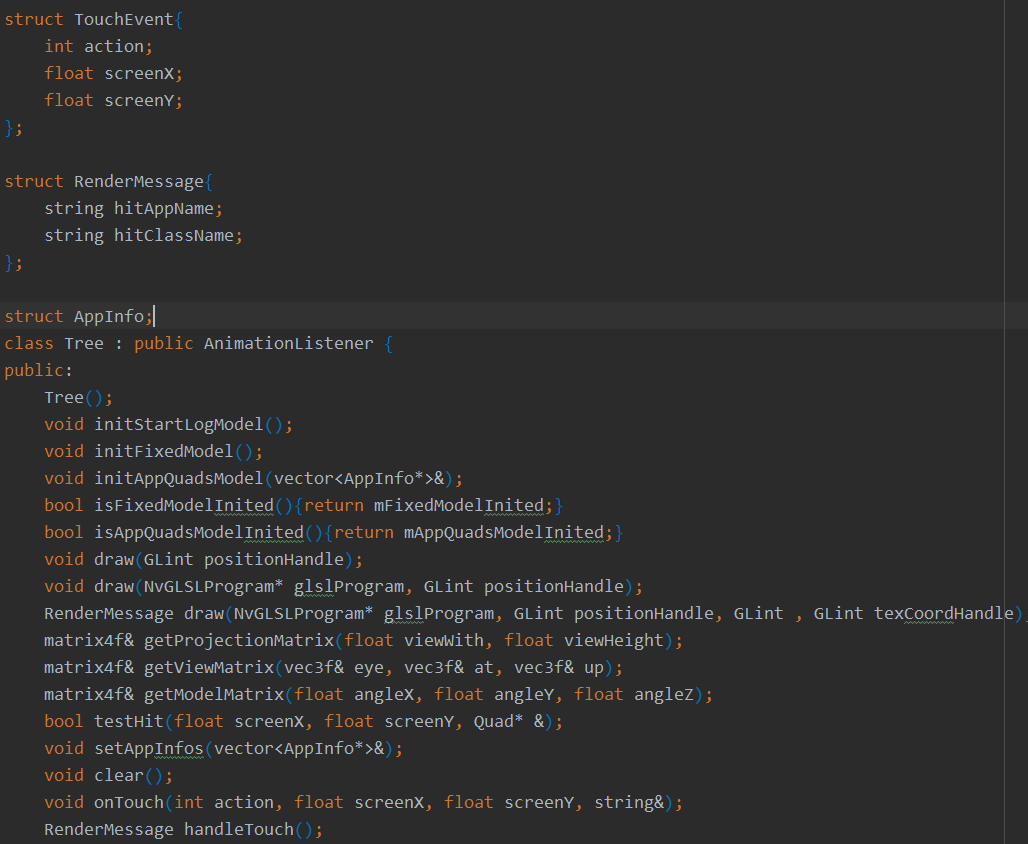 struct TouchEvent{
    int action;
    float screenX;
    float screenY;
};
struct RenderMessage{
    string hitAppName;
    string hitClassName;
};
struct AppInfo;
class Tree : public AnimationListener {
public:
    Tree();
    void initStartLogModel();
    void initFixedModel();
    void initAppQuadsModel(vector<AppInfo*>&);
    bool isFixedModelInited(){return mFixedModelInited;}
    bool isAppQuadsModelInited(){return mAppQuadsModelInited;}
    void draw(GLint positionHandle);
    void draw(NvGLSLProgram* glslProgram, GLint positionHandle);
    RenderMessage draw(NvGLSLProgram* glslProgram, GLint positionHandle, GLint , GLint texCoordHandle)
    matrix4f& getProjectionMatrix(float viewWith, float viewHeight);
    matrix4f& getViewMatrix(vec3f& eye, vec3f& at, vec3f& up);
    matrix4f& getModelMatrix(float angleX, float angleY, float angleZ);
    bool testHit(float screenX, float screenY, Quad* &);
    void setAppInfos(vector<AppInfo*>&);
    void clear();
    void onTouch(int action, float screenX, float screenY, string&);
    RenderMessage handleTouch();